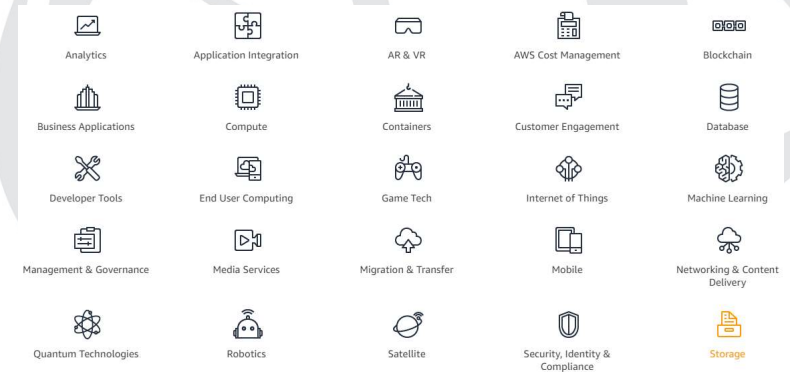 Analytics
Application Integration
AR & VR
AWS Cost Management
Blockchain
Business Applications
Compute
Containers
Customer Engagement
Database
Developer Tools
End User Computing
Game Tech
Internet of Things
Machine Learning
Management & Governance
Media Services
Migration & Transfer
Mobile
Networking & Content
Delivery
Quantum Technologies
Robotics
Satellite
Security, Identity &
Compliance
Storage